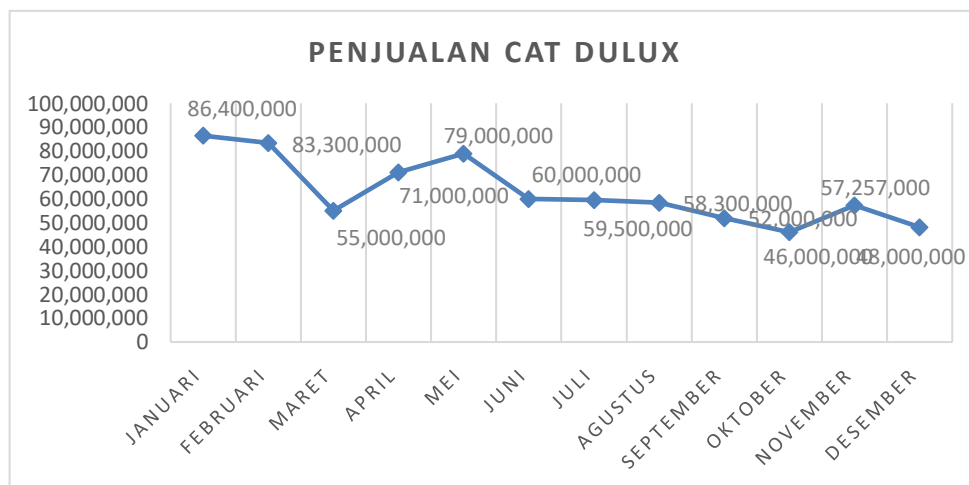 PENJUALAN CAT DULUX
100,000,000
90,000,000
80,000,000
70,000,000
60,000,000
50,000,000
40,000,000
30,000,000
20,000,000
10,000,000
0
86,400,000
83,300,000
55,000,000
71,000,000
79,000,000
60,000,000
59,500,000
58,300,000
52,000,000
46,000,000
57,257,000
48,000,000
JANUARI
FEBRUARI
MARET
APRIL
MEI
JUNI
JULI
AGUSTUS
SEPTEMBER
OKTOBER
NOVEMBER
DESEMBER